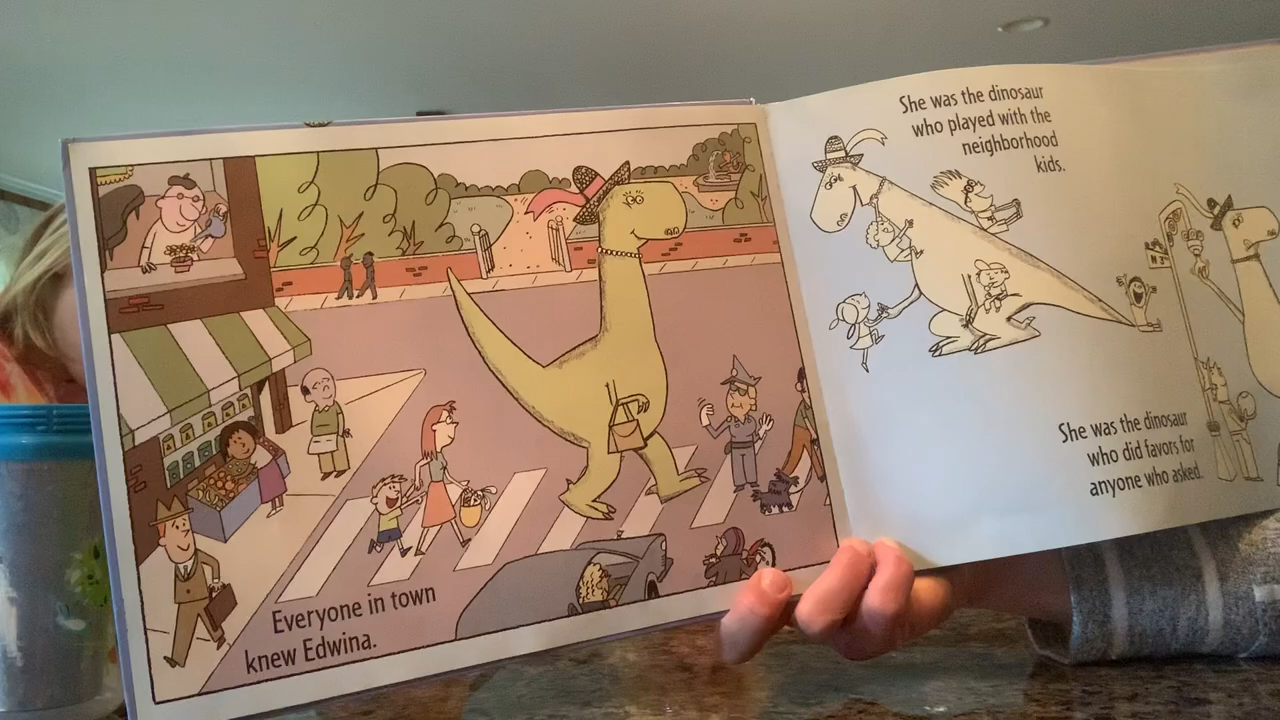 Everyone in town
knew Edwina.
She was the dinosaur
who played with the
neighborhood
kids.
She was the dinosaur
who did favors for
anyone who asked.